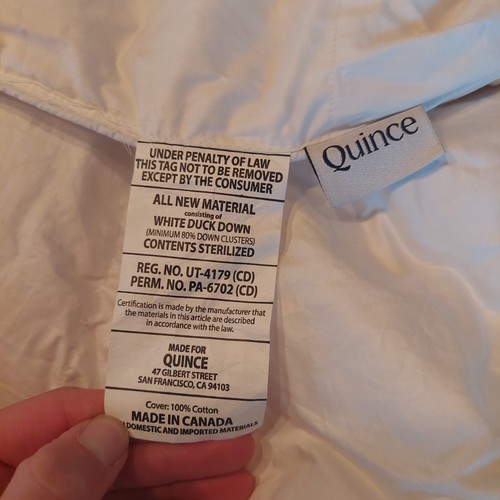 UNDER PENALTY OF LAW
THIS TAG NOT TO BE REMOVED
EXCEPT BY THE CONSUMER
ALL NEW MATERIAL
consisting of
WHITE DUCK DOWN
(MINIMUM 80% DOWN CLUSTERS)
CONTENTS STERILIZED
REG. NO. UT-4179 (CD)
PERM. NO. PA-6702 (CD)
Certification is made by the manufacturer that
the materials in this article are described
in accordance with the law.
MADE FOR
QUINCE
47 GILBERT STREET
SAN FRANCISCO, CA 94103
Cover: 100% Cotton
MADE IN CANADA
DOMESTIC AND IMPORTED MATERIALS
Quince